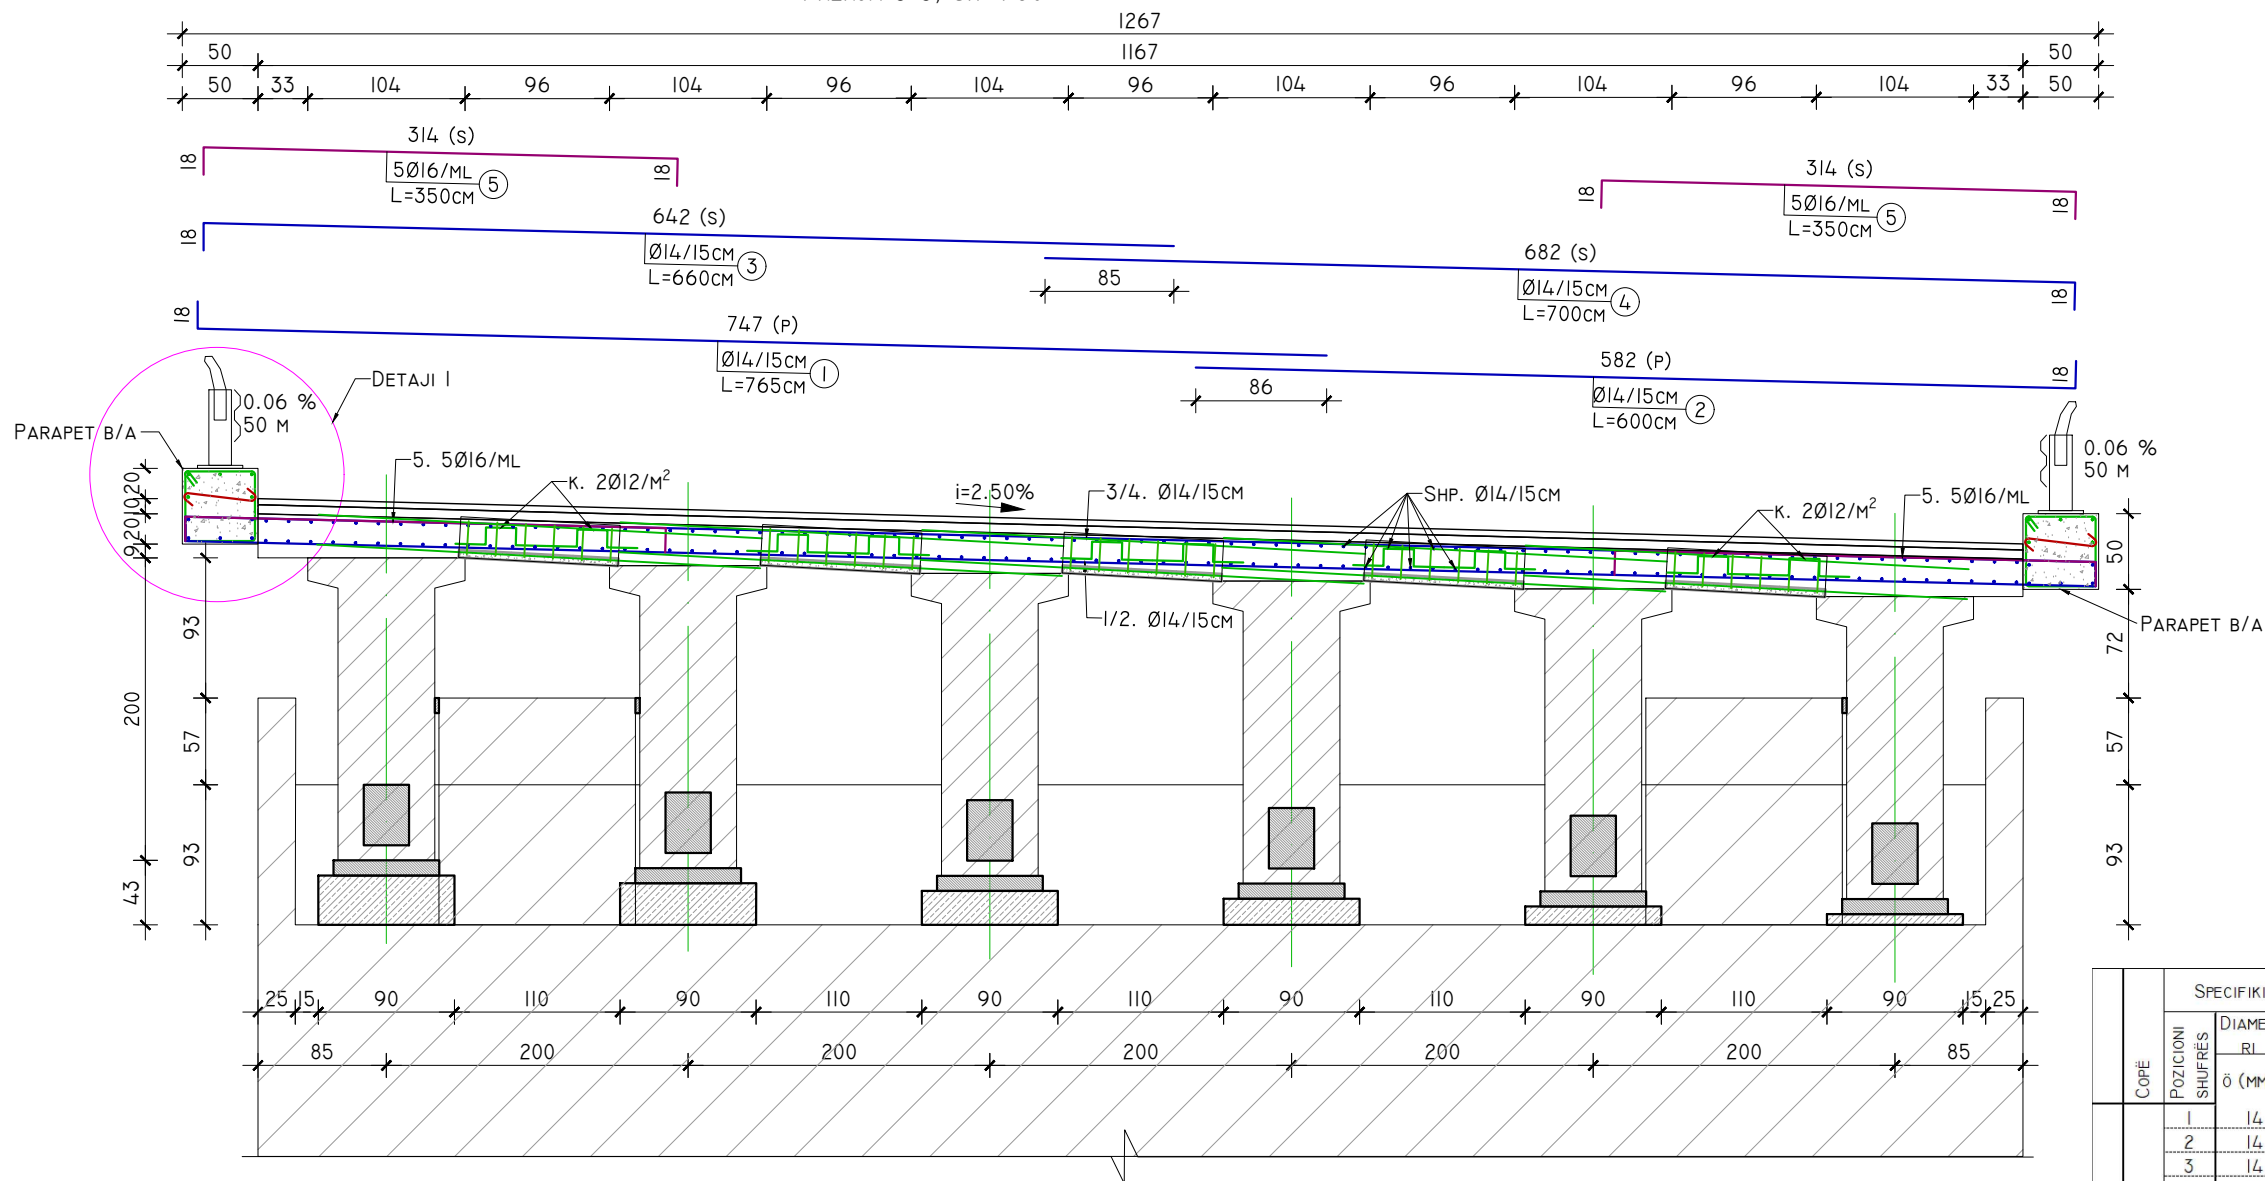 1267
50 1167 50
50 33 104 96 104 96 104 96 104 96 104 96 104 33 50
314 (S)
18 18
5Ø16/ML 5
L=350CM
314 (S)
18 18
5Ø16/ML 5
L=350CM
642 (S)
18
Ø14/15CM 3
L=660CM
682 (S)
18
Ø14/15CM 4
L=700CM
85
747 (P)
18
Ø14/15CM 1
L=765CM
582 (P)
18
Ø14/15CM 2
L=600CM
86
DETAJI 1
0.06 %
50 M
PARAPET B/A
0.06 %
50 M
PARAPET B/A
5. 5Ø16/ML
K. 2Ø12/M²
i=2.50%
3/4. Ø14/15CM
SHP. Ø14/15CM
K. 2Ø12/M²
5. 5Ø16/ML
1/2. Ø14/15CM
20
10
20
9
200
43
93
57
93
50
72
57
93
25 15 90 110 90 110 90 110 90 110 90 110 90 15 25
85 200 200 200 200 200 85
COPË
POZICIONI
SHUFRËS
Ö (MM
1 14
2 14
3 14